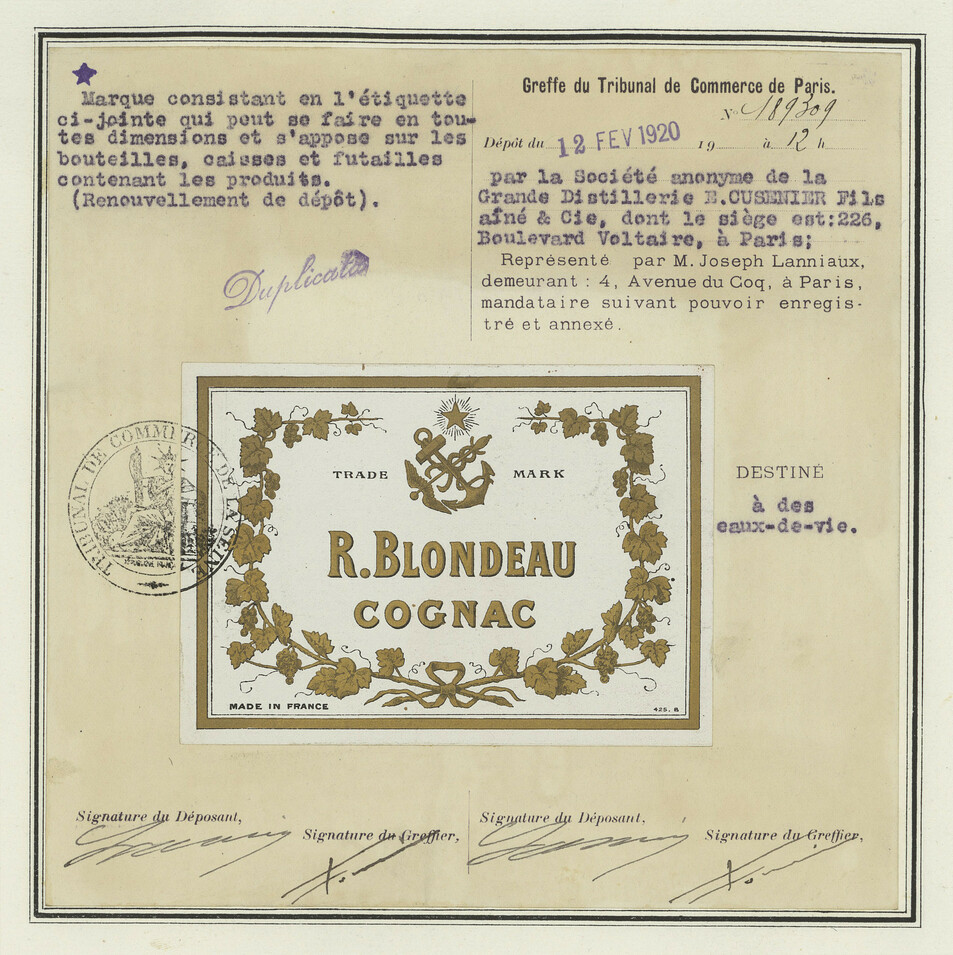 Marque consistant en l'étiquette
ci-jointe qui peut se faire en tou-
tes dimensions et s'appose sur les
bouteilles, caisses et futailles
contenant les produits.
(Renouvellement de dépôt).
Duplicata
Greffe du Tribunal de Commerce de Paris.
No 189309
Dépôt du 12 FEV 1920 19 à 12 h
par la Société anonyme de la
Grande Distillerie E.CUSENIER Fils
aîné & Cie, dont le siège est:226,
Boulevard Voltaire, à Paris;
Représenté par M. Joseph Lanniaux,
demeurant : 4, Avenue du Coq, à Paris,
mandataire suivant pouvoir enregis-
tré et annexé.
TRIBUNAL DE COMMERCE DE LA SEINE
TRADE MARK
R. BLONDEAU
COGNAC
MADE IN FRANCE
425. B
DESTINÉ
à des
eaux-de-vie.
Signature du Déposant,
Signature du Greffier,
Signature du Déposant,
Signature du Greffier,